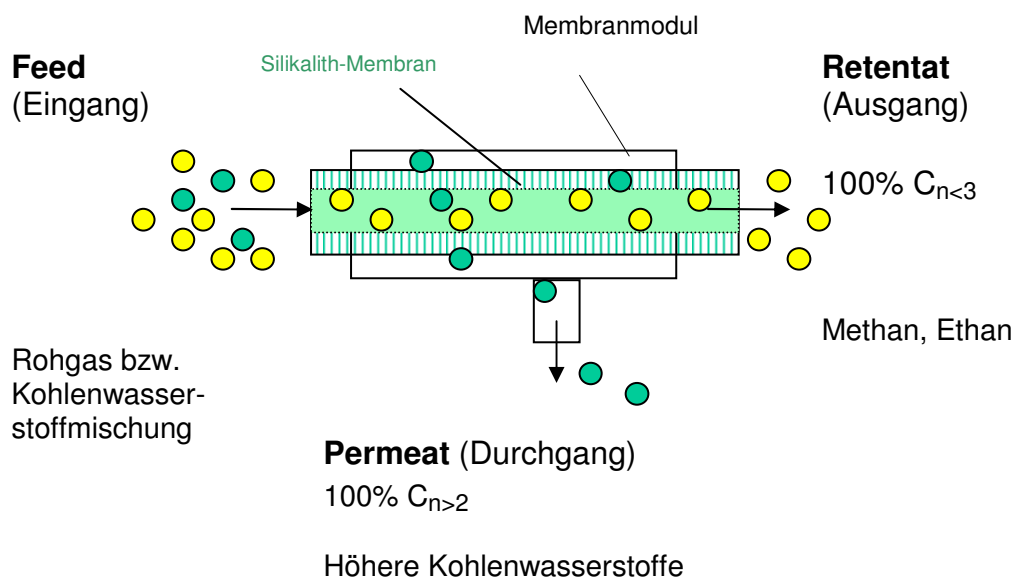 Membranmodul
Feed
(Eingang)
Silikalith-Membran
Retentat
(Ausgang)
100% Cn<3
Methan, Ethan
Rohgas bzw.
Kohlenwasser-
stoffmischung
Permeat (Durchgang)
100% Cn>2
Höhere Kohlenwasserstoffe